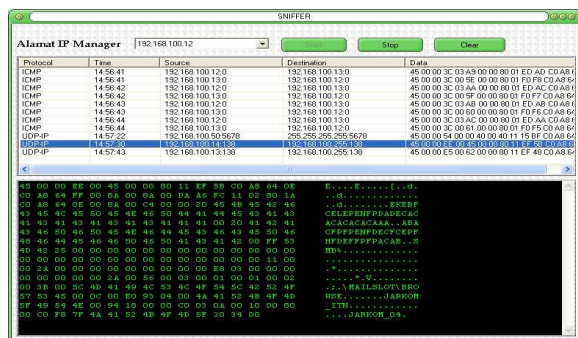 SNIFFER
Alamat IP Manager 192.168.100.12 Start Stop Clear
Protocol Time Source Destination Data
ICMP 14:56:41 192.168.100.12:0 192.168.100.13:0 45 00 00 3C 03 A9 00 00 80 01 ED AD C0 A8 6
ICMP 14:56:41 192.168.100.13:0 192.168.100.12:0 45 00 00 3C 00 5E 00 00 80 01 F0 F8 C0 A8 64
ICMP 14:56:42 192.168.100.12:0 192.168.100.13:0 45 00 00 3C 03 AA 00 00 80 01 ED AC C0 A8 6
ICMP 14:56:42 192.168.100.13:0 192.168.100.12:0 45 00 00 3C 00 5F 00 00 80 01 F0 F7 C0 A8 64
ICMP 14:56:43 192.168.100.12:0 192.168.100.13:0 45 00 00 3C 03 AB 00 00 80 01 ED AB C0 A8 6
ICMP 14:56:43 192.168.100.13:0 192.168.100.12:0 45 00 00 3C 00 60 00 00 80 01 F0 F6 C0 A8 64
ICMP 14:56:44 192.168.100.12:0 192.168.100.13:0 45 00 00 3C 03 AC 00 00 80 01 ED AA C0 A8 6
ICMP 14:56:44 192.168.100.13:0 192.168.100.12:0 45 00 00 3C 00 61 00 00 80 01 F0 F5 C0 A8 64
UDP-IP 14:57:22 192.168.100.50:5678 255.255.255.255:5678 45 00 00 54 00 00 40 00 40 11 15 BF C0 A8 64
UDP-IP 14:57:30 192.168.100.14:138 192.168.100.255:138 45 00 00 EE 00 45 00 00 80 11 EF 5B C0 A8 64
UDP-IP 14:57:43 192.168.100.13:138 192.168.100.255:138 45 00 00 E5 00 62 00 00 80 11 EF 48 C0 A8 64
45 00 00 EE 00 45 00 00 80 11 EF 5B C0 A8 64 0E E....E.....[..d.
C0 A8 64 FF 00 8A 00 8A 00 DA A6 FC 11 02 80 1A ..d.............
C0 A8 64 0E 00 8A 00 C4 00 00 20 45 4B 45 42 46 ..d....... EKEBF
43 45 4C 45 50 45 4E 46 50 44 41 44 45 43 41 43 CELEPENFPDADECAC
41 43 41 43 41 43 41 43 41 41 41 00 20 41 42 41 ACACACACAAA. ABA
43 46 50 46 50 45 4E 46 44 45 43 46 43 45 50 46 CFPFPENFDECFCEPF
48 46 44 45 46 46 50 46 50 41 43 41 42 00 FF 53 HFDEFFPFPACAB..S
4D 42 25 00 00 00 00 00 00 00 00 00 00 00 00 00 MB%.............
00 00 00 00 00 00 00 00 00 00 00 00 00 00 11 00 ................
00 2A 00 00 00 00 00 00 00 00 00 E8 03 00 00 00 .*..............
00 00 00 00 00 2A 00 56 00 03 00 01 00 01 00 02 .....*.V........
00 3B 00 5C 4D 41 49 4C 53 4C 4F 54 5C 42 52 4F .;.\MAILSLOT\BRO
57 53 45 00 0C 00 E0 93 04 00 4A 41 52 4B 4F 4D WSE.......JARKOM
5F 49 54 4E 00 94 18 00 00 C0 03 0A 00 10 00 80 _ITN............
00 C0 F8 7F 4A 41 52 4B 4F 4D 5F 30 34 00 ....JARKOM_04.